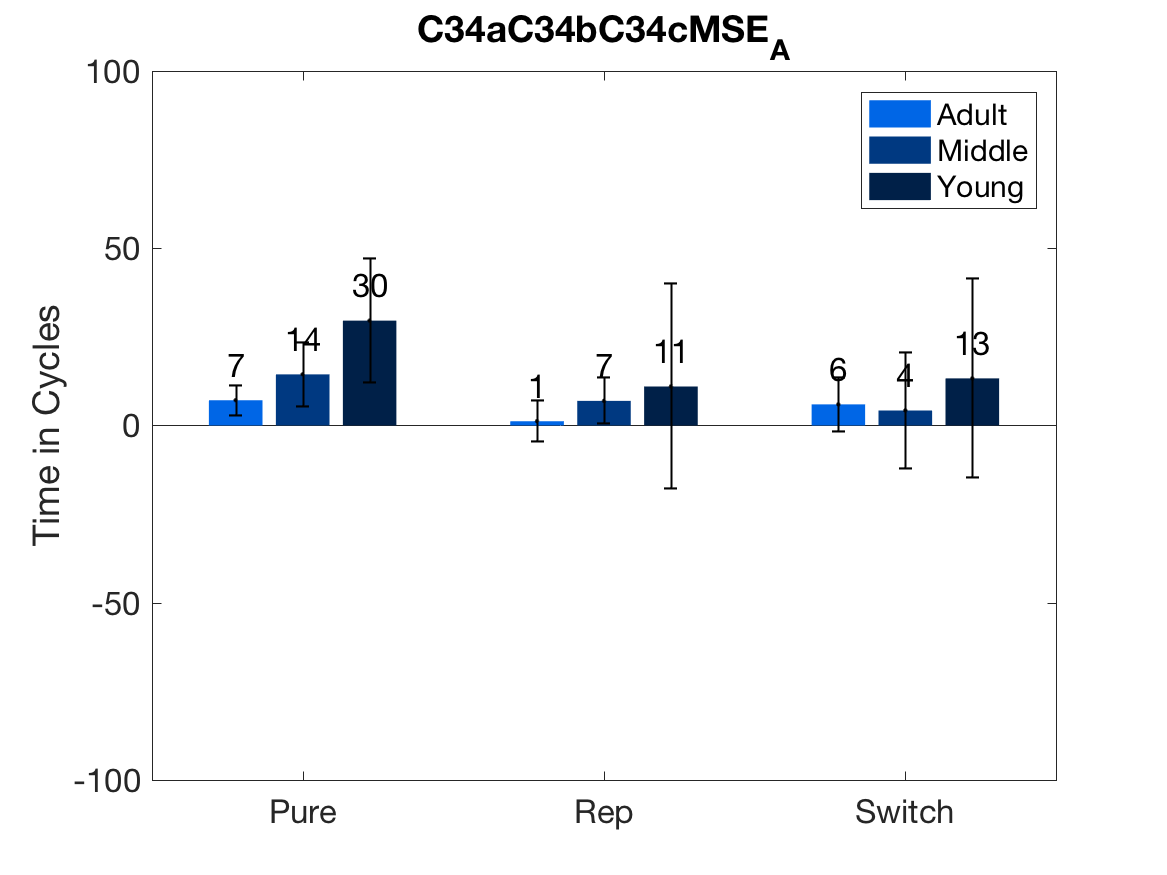 C34aC34bC34cMSE_A
100
50
0
-50
-100
Time in Cycles
Adult
Middle
Young
7
14
30
1
7
11
6
4
13
Pure
Rep
Switch